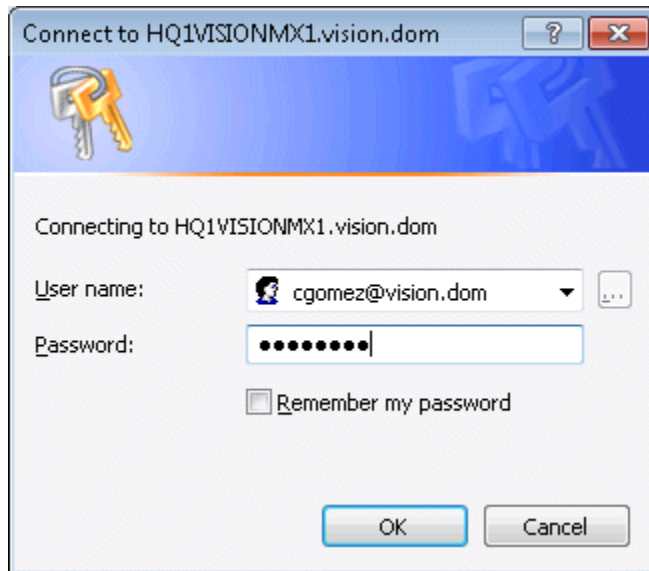 Connect to HQ1VISIONMX1.vision.dom
Connecting to HQ1VISIONMX1.vision.dom
User name: cgomez@vision.dom ...
Password: ●●●●●●●●
Remember my password
OK Cancel